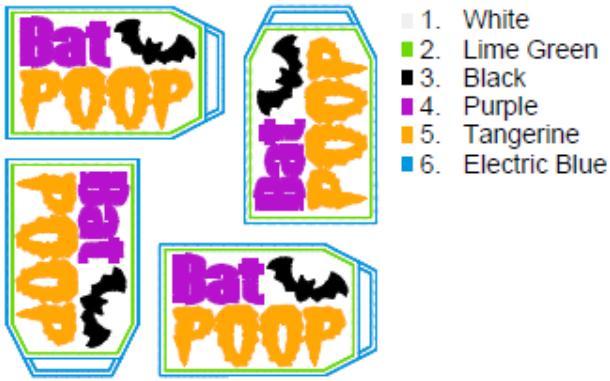 Bat
POOP
Bat
POOP
Bat
POOP
Bat
POOP
1. White
2. Lime Green
3. Black
4. Purple
5. Tangerine
6. Electric Blue